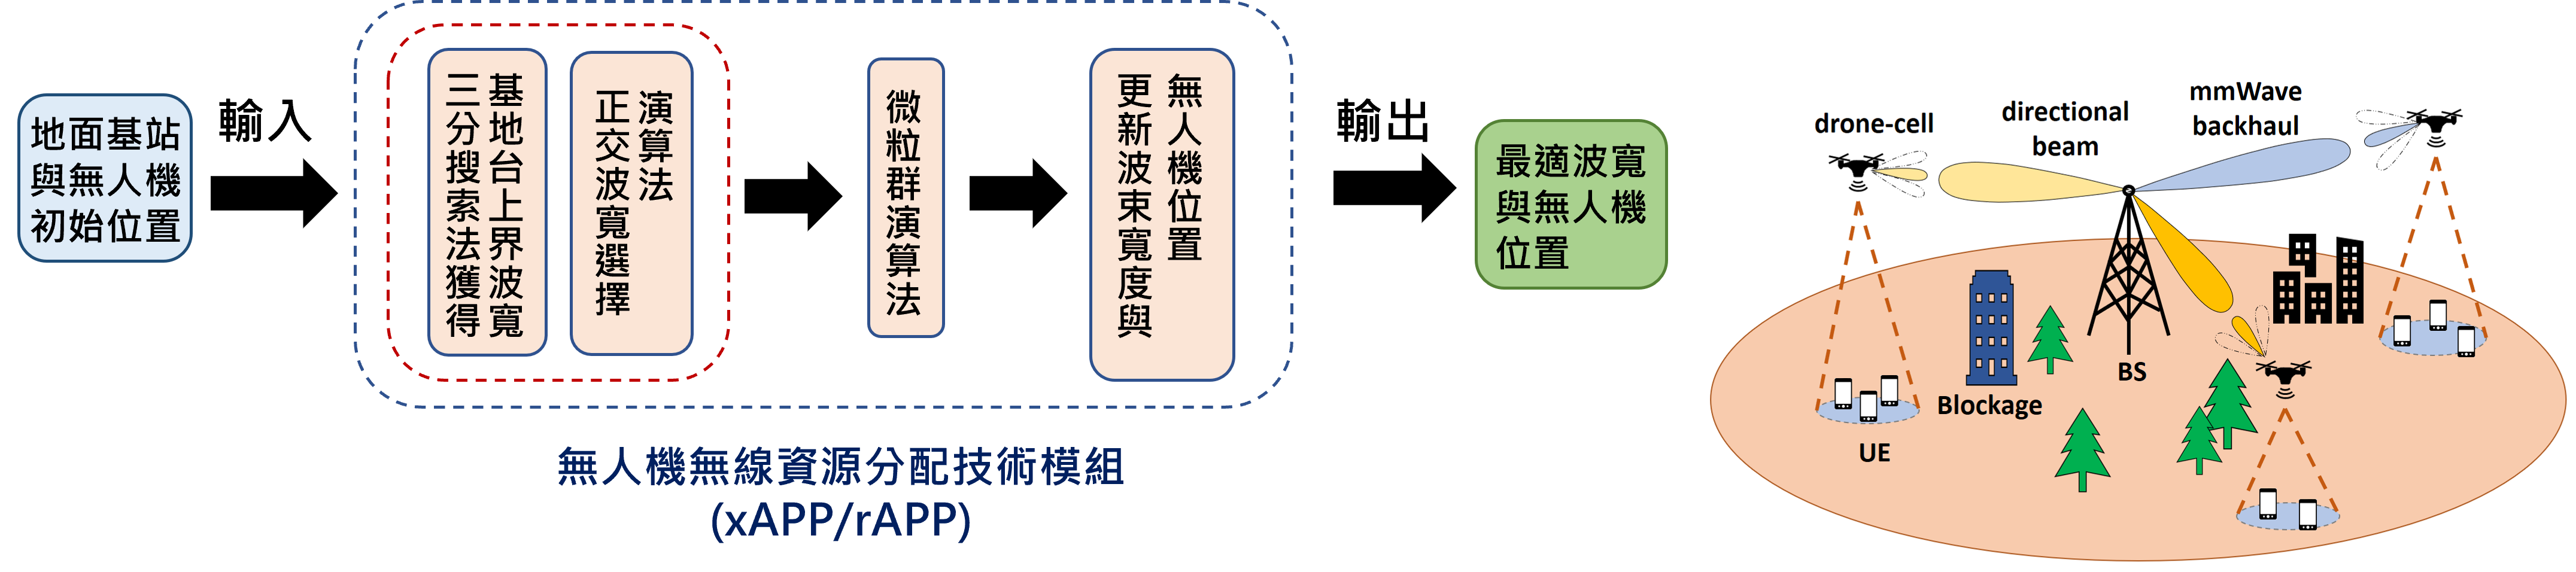 地面基站
與無人機
初始位置
輸入
基地台上界波寬
三分搜索法獲得
演算法
正交波寬選擇
微粒群演算法
無人機位置
更新波束寬度與
輸出
最適波寬
與無人機
位置
無人機無線資源分配技術模組
(xAPP/rAPP)
drone-cell
directional
beam
mmWave
backhaul
BS
Blockage
UE